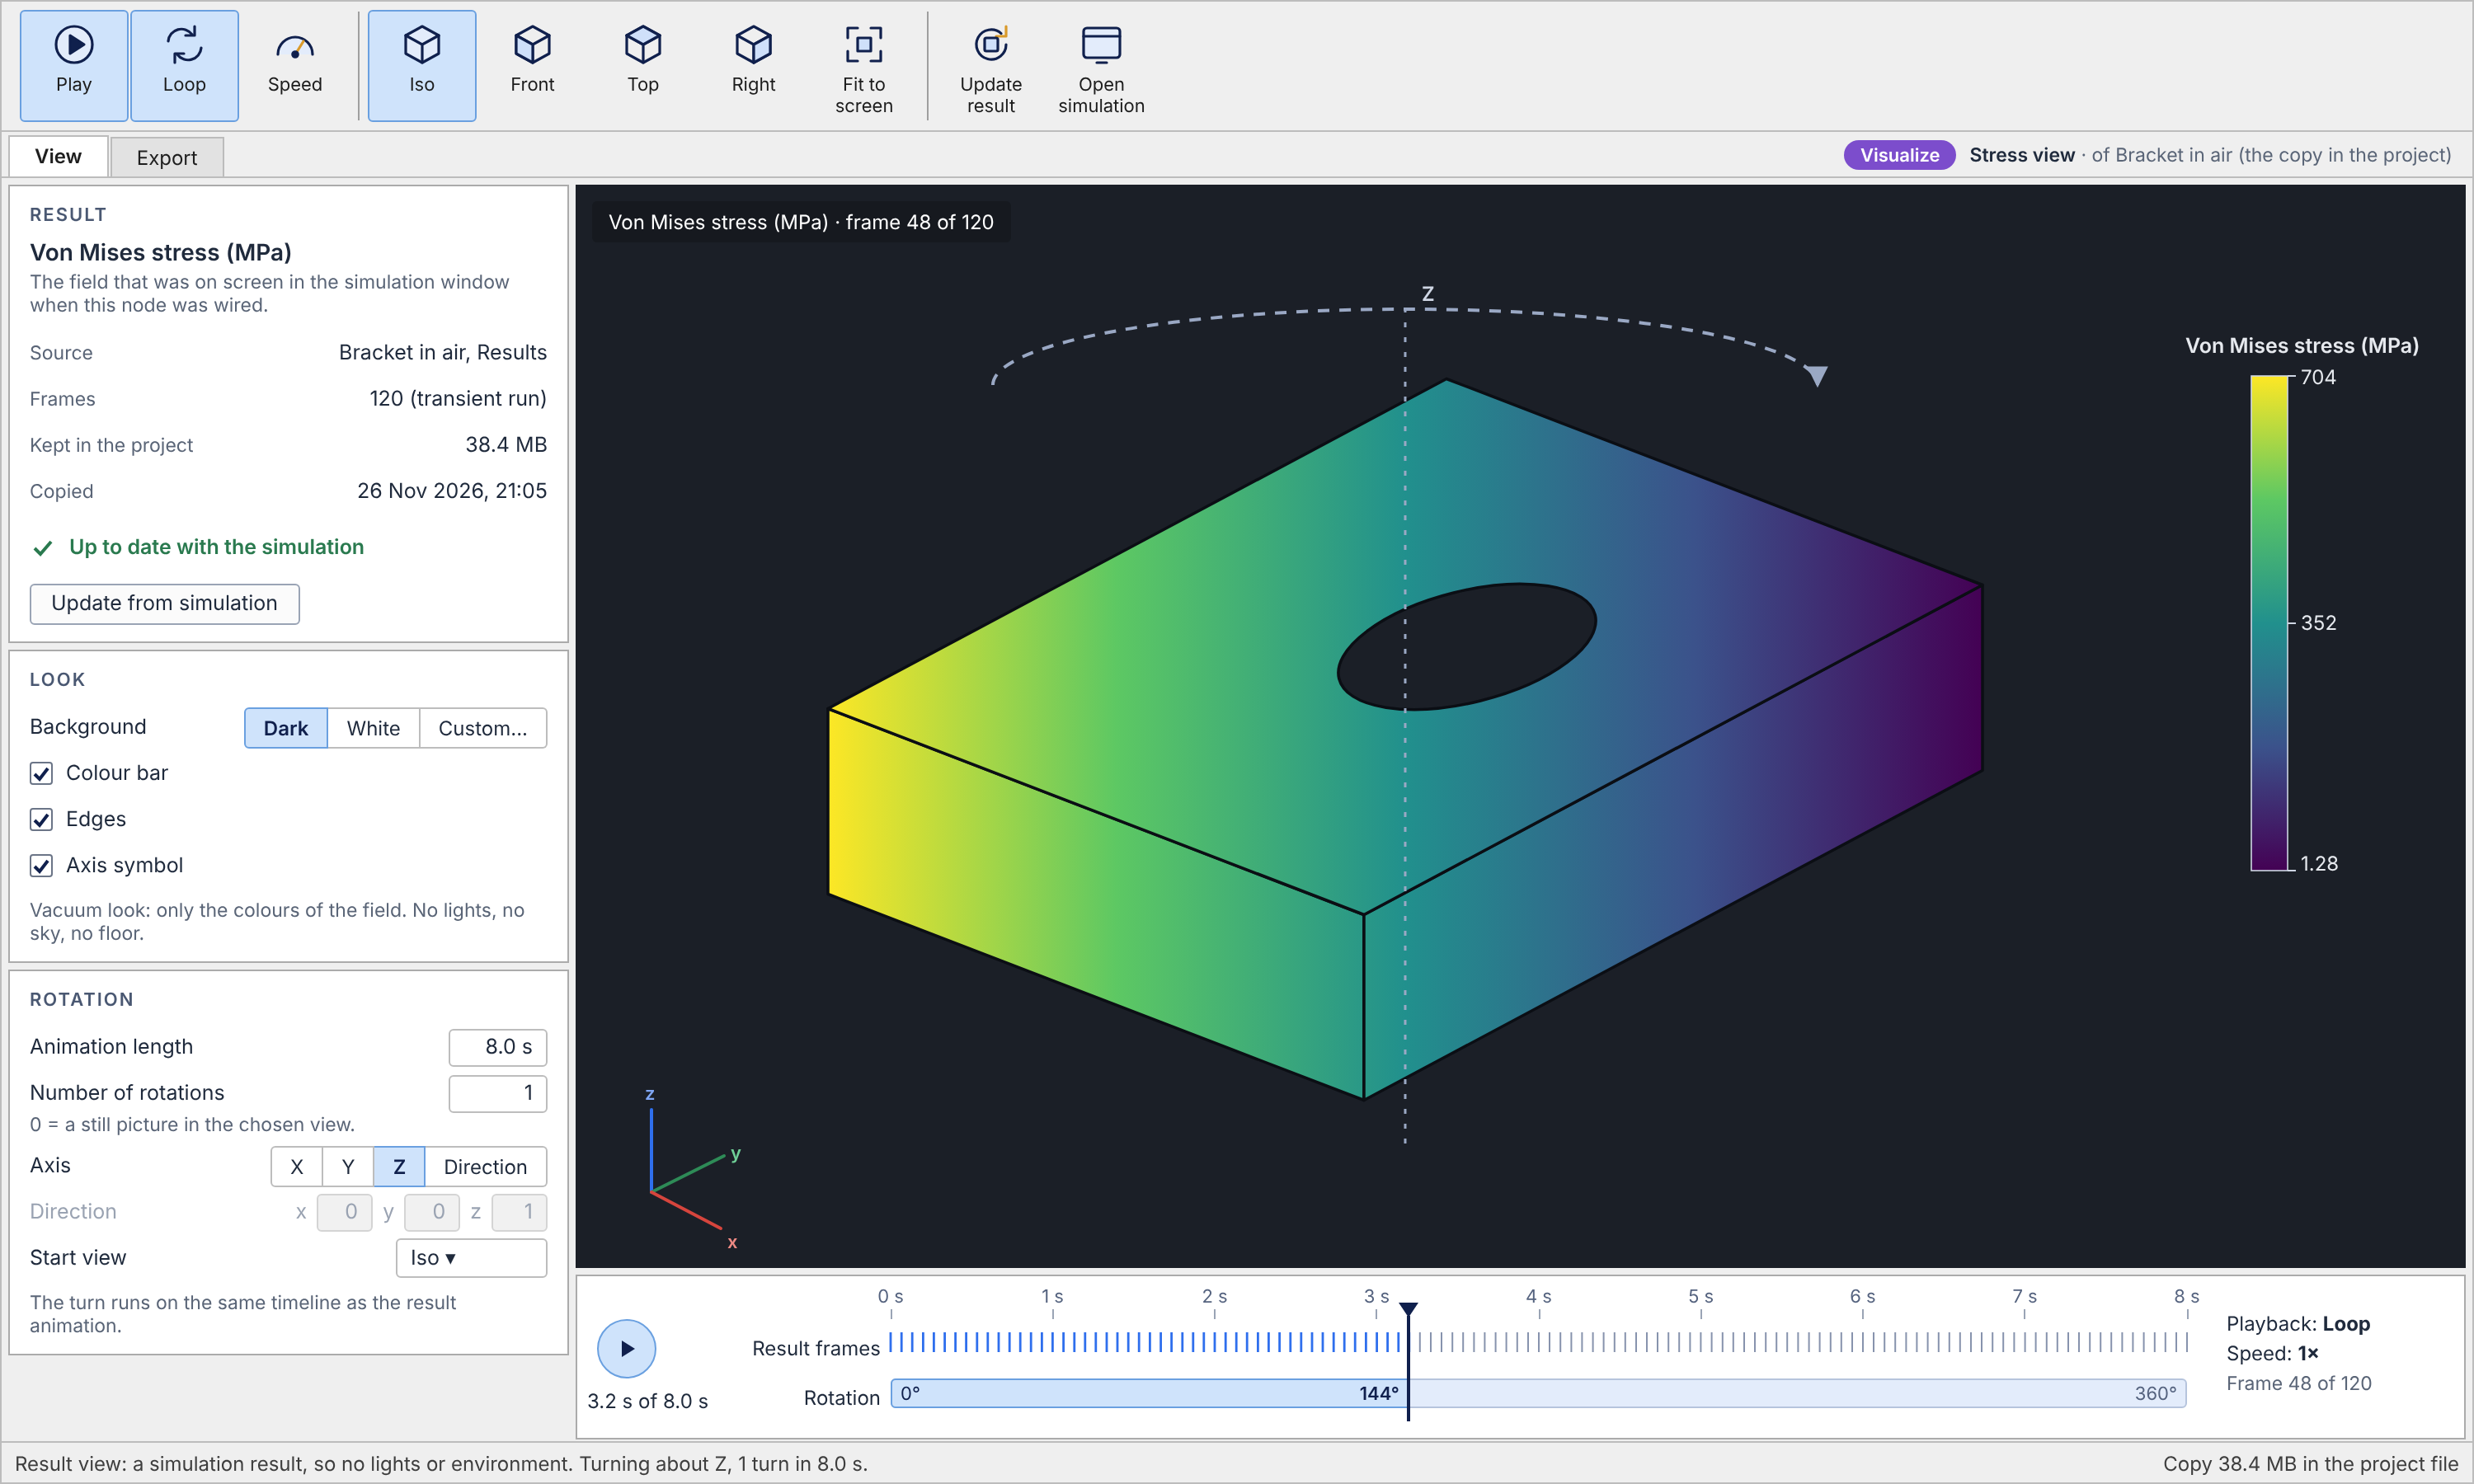 Play
Loop
Speed
Iso
Front
Top
Right
Fit to
screen
Update
result
Open
simulation
View
Export
Visualize
Stress view · of Bracket in air (the copy in the project)
RESULT
Von Mises stress (MPa)
The field that was on screen in the simulation window
when this node was wired.
Source
Bracket in air, Results
Frames
120 (transient run)
Kept in the project
38.4 MB
Copied
26 Nov 2026, 21:05
Up to date with the simulation
Update from simulation
LOOK
Background
Dark
White
Custom...
Colour bar
Edges
Axis symbol
Vacuum look: only the colours of the field. No lights, no
sky, no floor.
ROTATION
Animation length
8.0 s
Number of rotations
1
0 = a still picture in the chosen view.
Axis
X
Y
Z
Direction
Direction
x
0
y
0
z
1
Start view
Iso ▾
The turn runs on the same timeline as the result
animation.
Von Mises stress (MPa) · frame 48 of 120
Z
Von Mises stress (MPa)
704
352
1.28
z
y
x
0 s
1 s
2 s
3 s
4 s
5 s
6 s
7 s
8 s
Result frames
Rotation
0°
144°
360°
3.2 s of 8.0 s
Playback: Loop
Speed: 1×
Frame 48 of 120
Result view: a simulation result, so no lights or environment. Turning about Z, 1 turn in 8.0 s.
Copy 38.4 MB in the project file